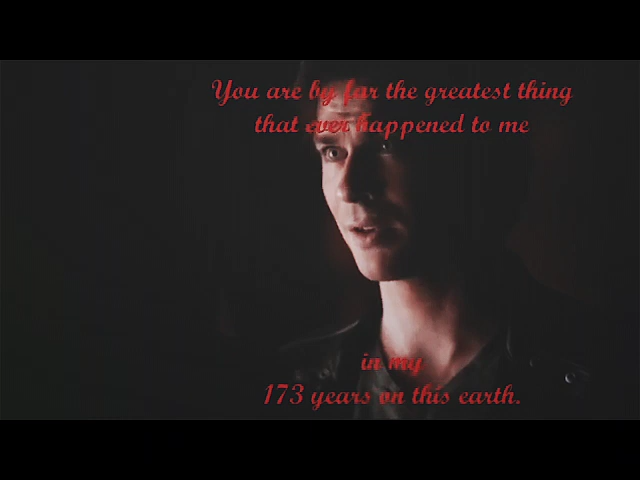 You are by far the greatest thing
that ever happened to me
in my
173 years on this earth.